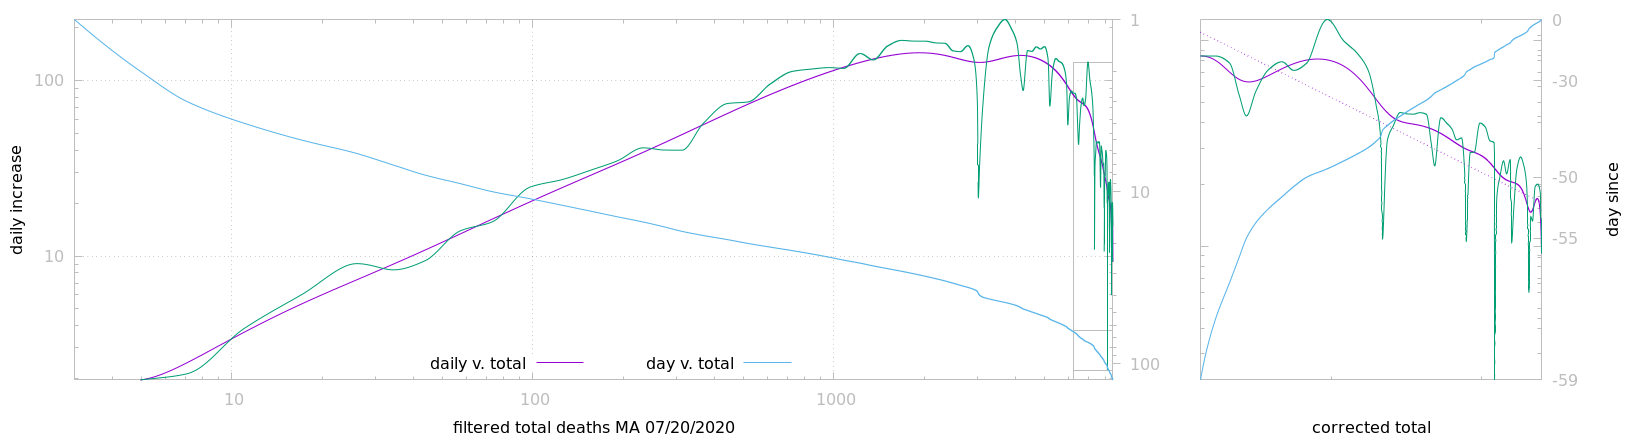 daily increase
100
10
10
100
1000
filtered total deaths MA 07/20/2020
daily v. total
day v. total
1
10
100
0
-30
-50
-55
-59
day since
corrected total